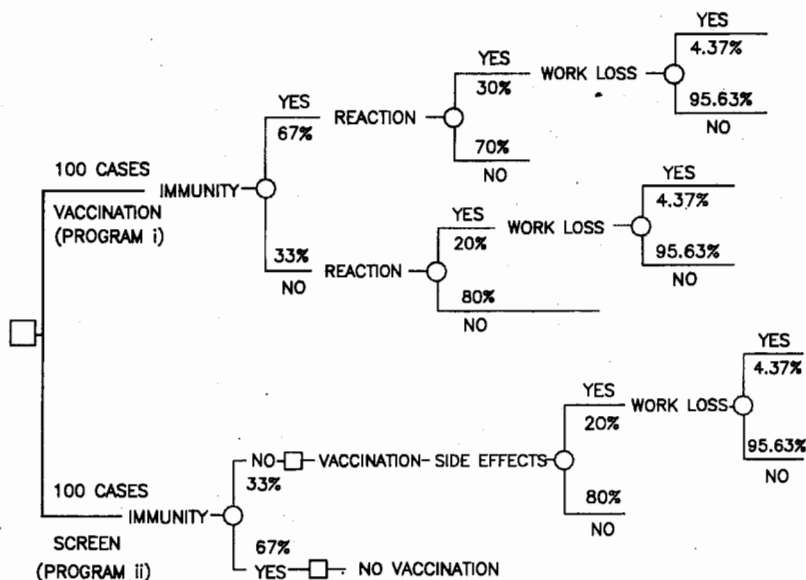 YES
4.37%
YES
30%
WORK LOSS
95.63%
NO
YES
67%
REACTION
70%
NO
100 CASES
IMMUNITY
VACCINATION
(PROGRAM i)
YES
4.37%
YES
20%
WORK LOSS
95.63%
NO
33%
NO
REACTION
80%
NO
YES
4.37%
YES
20%
WORK LOSS
95.63%
NO
NO
33%
VACCINATION
SIDE EFFECTS
80%
NO
100 CASES
IMMUNITY
SCREEN
(PROGRAM ii)
67%
YES
NO VACCINATION